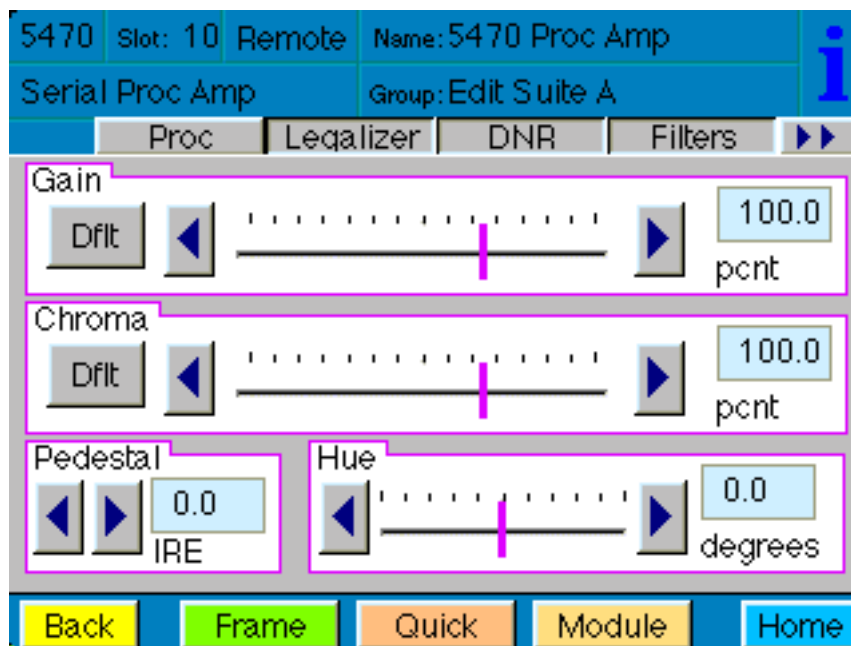 5470 Slot: 10 Remote Name: 5470 Proc Amp i
Serial Proc Amp Group: Edit Suite A
Proc Legalizer DNR Filters
Gain
Dflt 100.0
pcnt
Chroma
Dflt 100.0
pcnt
Pedestal Hue
0.0 0.0
IRE degrees
Back Frame Quick Module Home